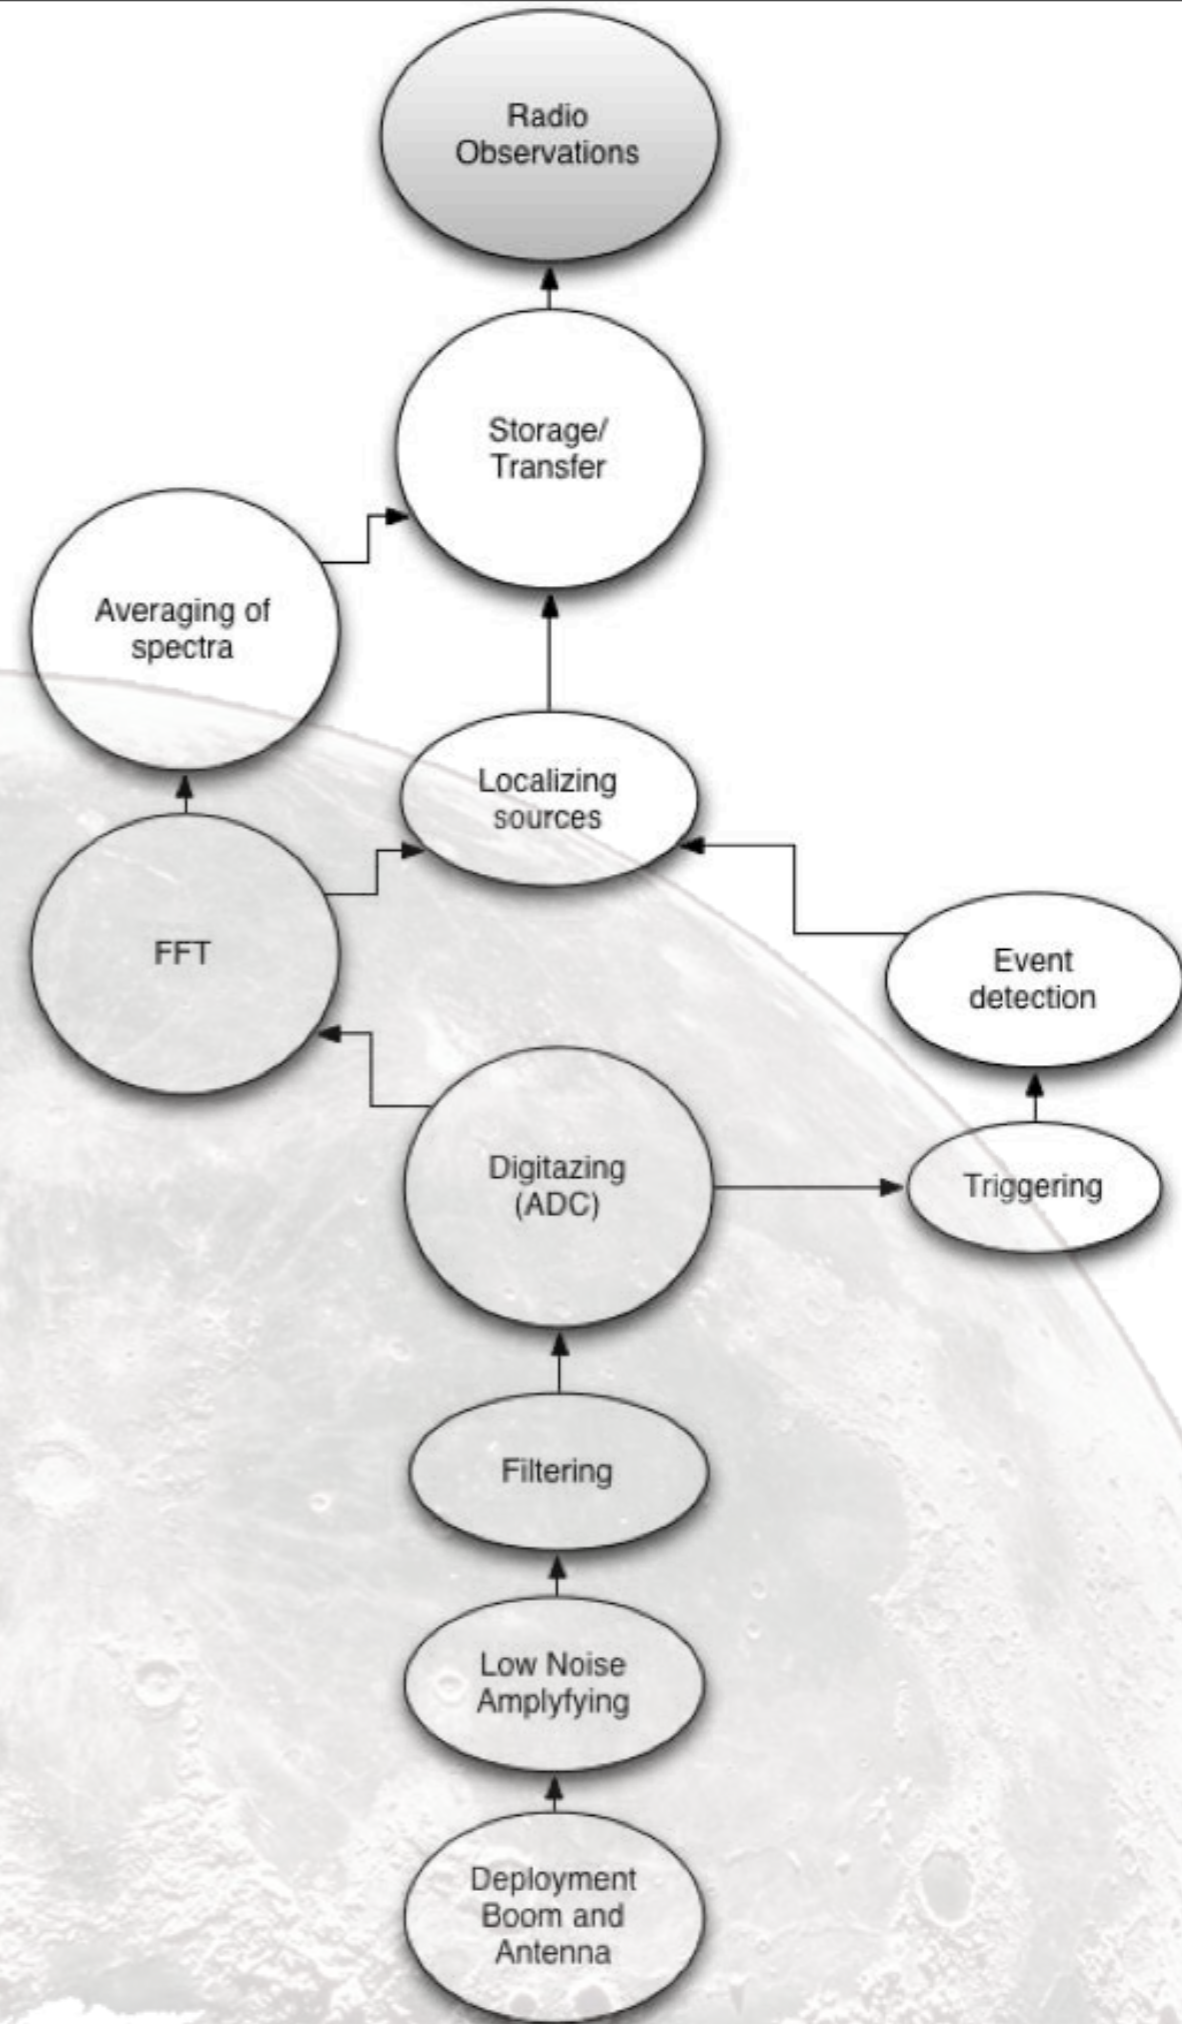 Radio
Observations
Storage/
Transfer
Averaging of
spectra
Localizing
sources
FFT
Event
detection
Digitazing
(ADC)
Triggering
Filtering
Low Noise
Amplyfying
Deployment
Boom and
Antenna